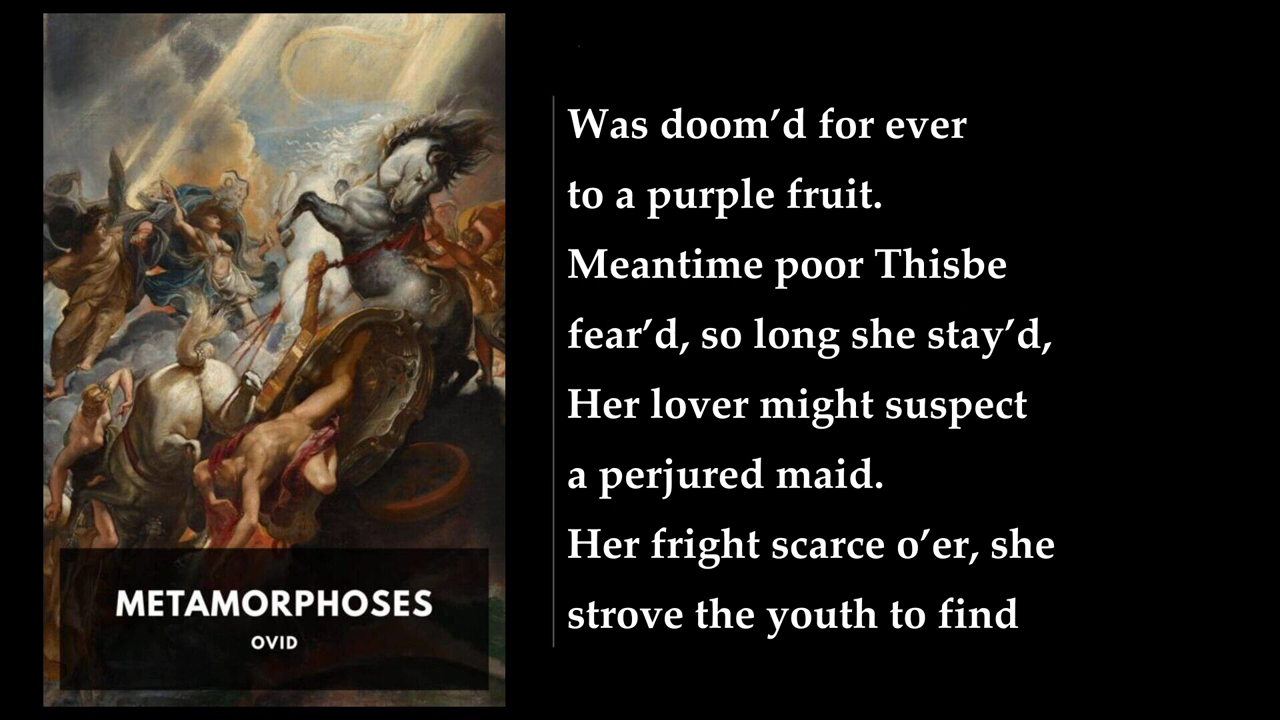 METAMORPHOSES
OVID
Was doom’d for ever
to a purple fruit.
Meantime poor Thisbe
fear’d, so long she stay’d,
Her lover might suspect
a perjured maid.
Her fright scarce o’er, she
strove the youth to find